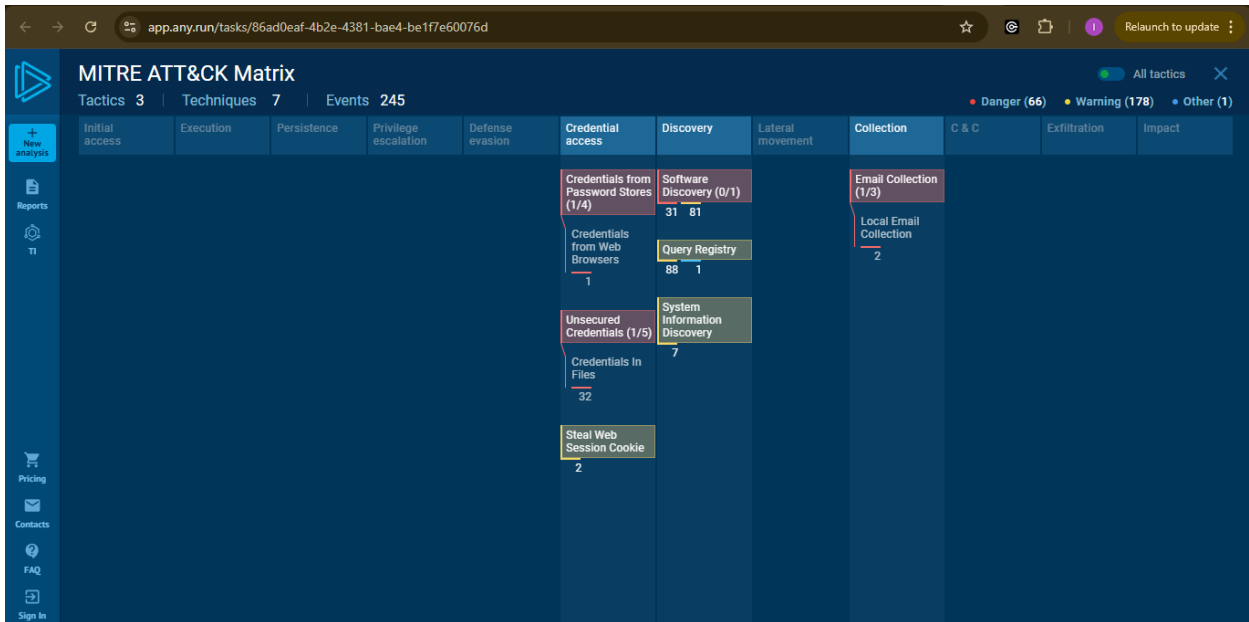 app.any.run/tasks/86ad0eaf-4b2e-4381-bae4-be1f7e60076d
I
Relaunch to update
MITRE ATT&CK Matrix
All tactics
Tactics 3 | Techniques 7 | Events 245
Danger (66) Warning (178) Other (1)
+
New
analysis
Reports
TI
Pricing
Contacts
FAQ
Sign In
Initial
access
Execution
Persistence
Privilege
escalation
Defense
evasion
Credential
access
Discovery
Lateral
movement
Collection
C & C
Exfiltration
Impact
Credentials from
Password Stores
(1/4)
Credentials
from Web
Browsers
1
Unsecured
Credentials (1/5)
Credentials In
Files
32
Steal Web
Session Cookie
2
Software
Discovery (0/1)
31 81
Query Registry
88 1
System
Information
Discovery
7
Email Collection
(1/3)
Local Email
Collection
2